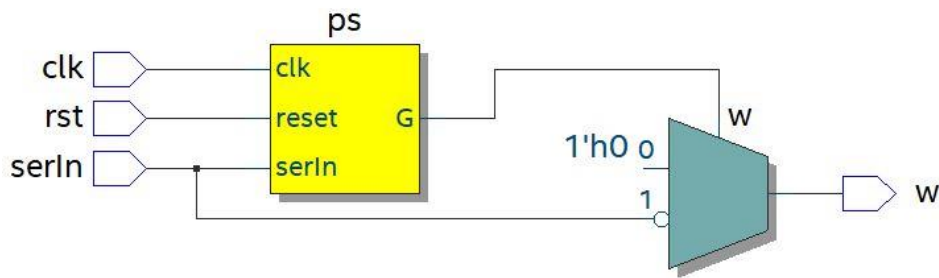 ps
clk
clk
rst
reset
G
w
serIn
serIn
1'h0
0
1
w